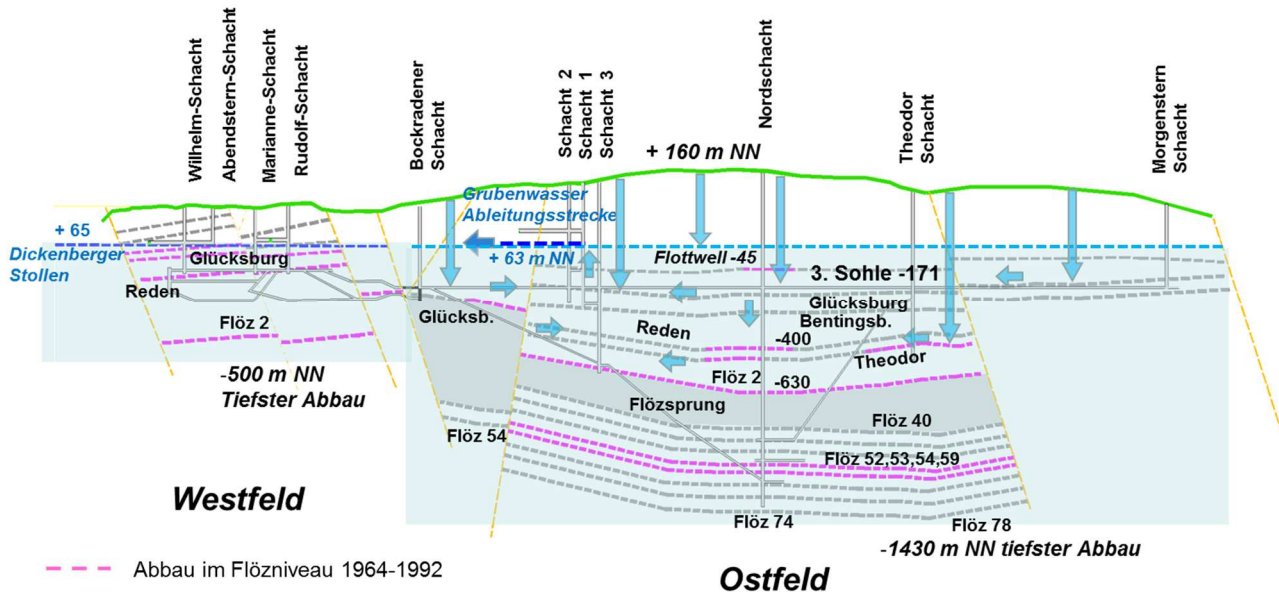 Wilhelm-Schacht
Abendstern-Schacht
Marianne-Schacht
Rudolf-Schacht
Bockradener
Schacht
Schacht 2
Schacht 1
Schacht 3
Nordschacht
Theodor
Schacht
Morgenstern
Schacht
+ 160 m NN
Grubenwasser
Ableitungsstrecke
+ 65
Dickenberger
Stollen
+ 63 m NN
Flottwell -45
Glücksburg
3. Sohle -171
Reden
Glücksb.
Glücksburg
Bentingsb.
Flöz 2
Reden
-400
Theodor
-500 m NN
Tiefster Abbau
Flöz 2
-630
Flözsprung
Flöz 40
Flöz 54
Flöz 52,53,54,59
Westfeld
Flöz 74
Flöz 78
-1430 m NN tiefster Abbau
Abbau im Flözniveau 1964-1992
Ostfeld